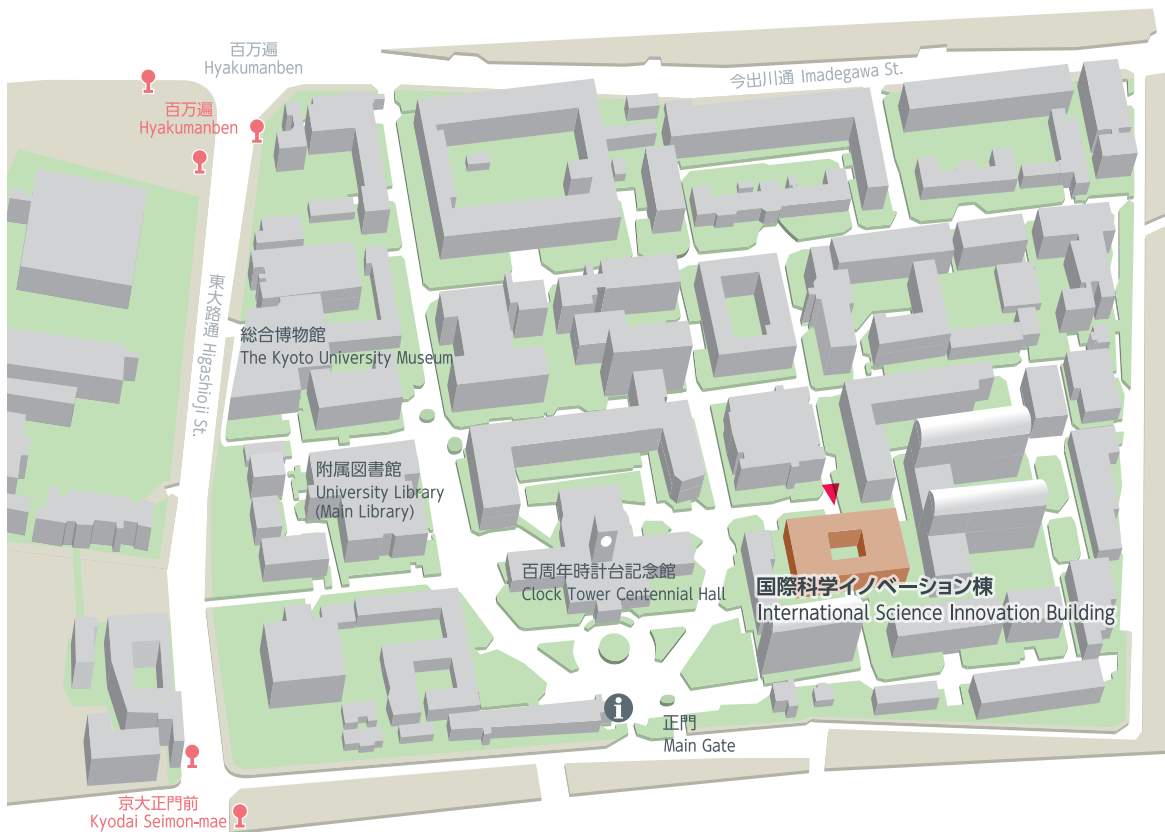 百万遍
Hyakumanben
今出川通 Imadegawa St.
百万遍
Hyakumanben
東大路通 Higashioji St.
総合博物館
The Kyoto University Museum
附属図書館
University Library
(Main Library)
百周年時計台記念館
Clock Tower Centennial Hall
国際科学イノベーション棟
International Science Innovation Building
i
正門
Main Gate
京大正門前
Kyodai Seimon-mae